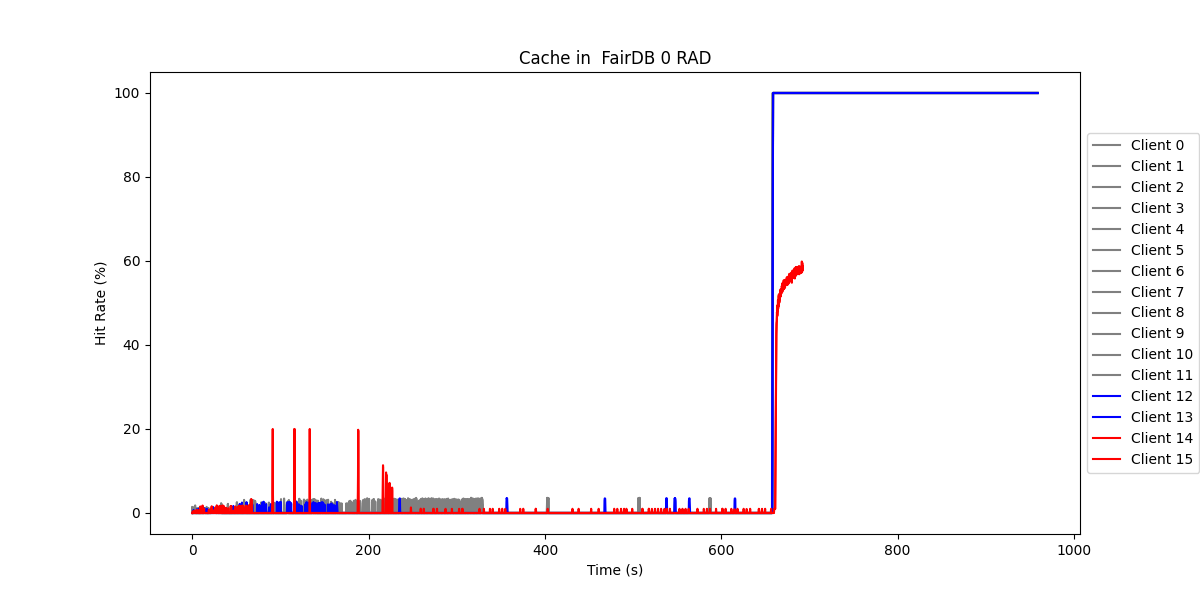 Cache in  FairDB 0 RAD
Hit Rate (%)
100
80
60
40
20
0
0
200
400
600
800
1000
Time (s)
Client 0
Client 1
Client 2
Client 3
Client 4
Client 5
Client 6
Client 7
Client 8
Client 9
Client 10
Client 11
Client 12
Client 13
Client 14
Client 15